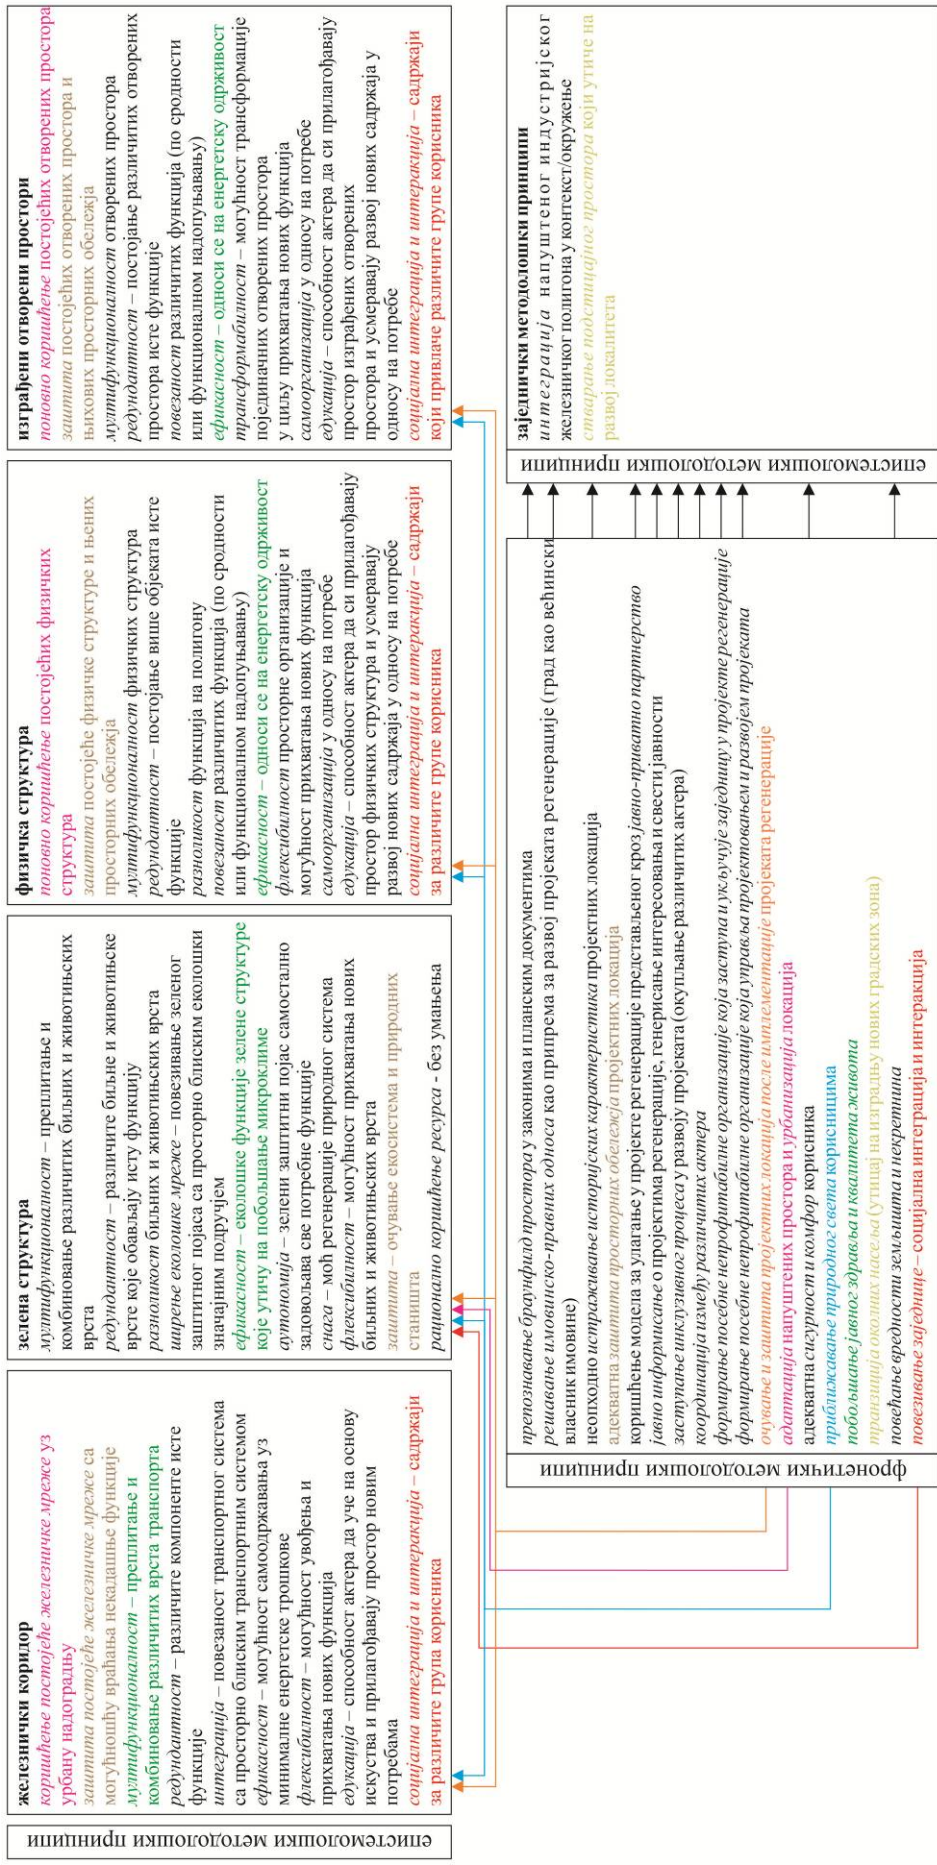 епистемолошки методолошки принципи
железнички коридор
коришћење постојеће железничке мреже уз
урбану надоградњу
заштита постојеће железничке мреже са
могућношћу враћања некадашње функције
мултифункционалност – преплитање и
комбиновање различитих врста транспорта
редундантност – различите компоненте исте
функције
интеграција – повезаност транспортног система
са просторно блиским транспортним системом
ефикасност – могућност самоодржавања уз
минималне енергетске трошкове
флексибилност – могућност увођења и
прихватања нових функција
едукација – способност актера да уче на основу
искуства и прилагођавају простор новим
потребама
социјална интеграција и интеракција – садржаји
за различите група корисника
зелена структура
мултифункционалност – преплитање и
комбиновање различитих биљних и животињских
врста
редундантност – различите биљне и животињске
врсте које обављају исту функцију
разноликост биљних и животињских врста
ширење еколошке мреже – повезивање зеленог
заштитног појаса са просторно блиским еколошки
значајним подручјем
ефикасност – еколошке функције зелене структуре
које утичу на побољшање микроклиме
аутономија – зелени заштитни појас самостално
задовољава све потребне функције
снага – моћ регенерације природног система
флексибилност – могућност прихватања нових
биљних и животињских врста
заштита – очување екосистема и природних
станишта
рационално коришћење ресурса - без умањења
физичка структура
поновно коришћење постојећих физичких
структура
заштита постојеће физичке структуре и њених
просторних обележја
мултифункционалност физичких структура
редундантност – постојање више објеката исте
функције
разноликост функција на полигону
повезаност различитих функција (по сродности
или функционалном надопуњавању)
ефикасност – односи се на енергетску одрживост
флексибилност просторне организације и
могућност прихватања нових функција
самоорганизација у односу на потребе
едукација – способност актера да си прилагођавају
простор физичких структура и усмеравају
развој нових садржаја у односу на потребе
социјална интеграција и интеракција – садржаји
за различите групе корисника
изграђени отворени простори
поновно коришћење постојећих отворених простора
заштита постојећих отворених простора и
њихових просторних обележја
мултифункционалност отворених простора
редундантност – постојање различитих отворених
простора исте функције
повезаност различитих функција (по сродности
или функционалном надопуњавању)
ефикасност – односи се на енергетску одрживост
трансформабилност – могућност трансформације
појединачних отворених простора
у циљу прихватања нових функција
самоорганизација у односу на потребе
едукација – способност актера да си прилагођавају
простор изграђених отворених
простора и усмеравају развој нових садржаја у
односу на потребе
социјална интеграција и интеракција – садржаји
који привлаче различите групе корисника
фронетички методолошки принципи
препознавање браунфилд простора у законима и планским документима
решавање имовинско-правних односа као припрема за развој пројеката регенерације (град као већински
власник имовине)
неопходно истраживање историјских карактеристика пројектних локација
адекватна заштита просторних обележја пројектних локација
коришћење модела за улагање у пројекте регенерације представљеног кроз јавно-приватно партнерство
јавно информисање о пројектима регенерације, генерисање интересовања и свести јавности
заступање инклузивног процеса у развоју пројеката (окупљање различитих актера)
координација између различитих актера
формирање посебне непрофитабилне организације која заступа и укључује заједницу у пројекте регенерације
формирање посебне непрофитабилне организације која управља пројектовањем и развојем пројеката
очување и заштита пројектних локација после имплементације пројеката регенерације
адаптација напуштених простора и урбанизација локација
адекватна сигурност и комфор корисника
приближавање природног света корисницима
побољшање јавног здравља и квалитета живота
транзиција околних насеља (утицај на изградњу нових градских зона)
повећање вредности земљишта и некретнина
повезивање заједнице – социјална интеграција и интеракција
епистемолошки методолошки принципи
заједнички методолошки принципи
интеграција напуштеног индустријског
железничког полигона у контекст/окружење
стварање подстицајног простора који утиче на
развој локалитета